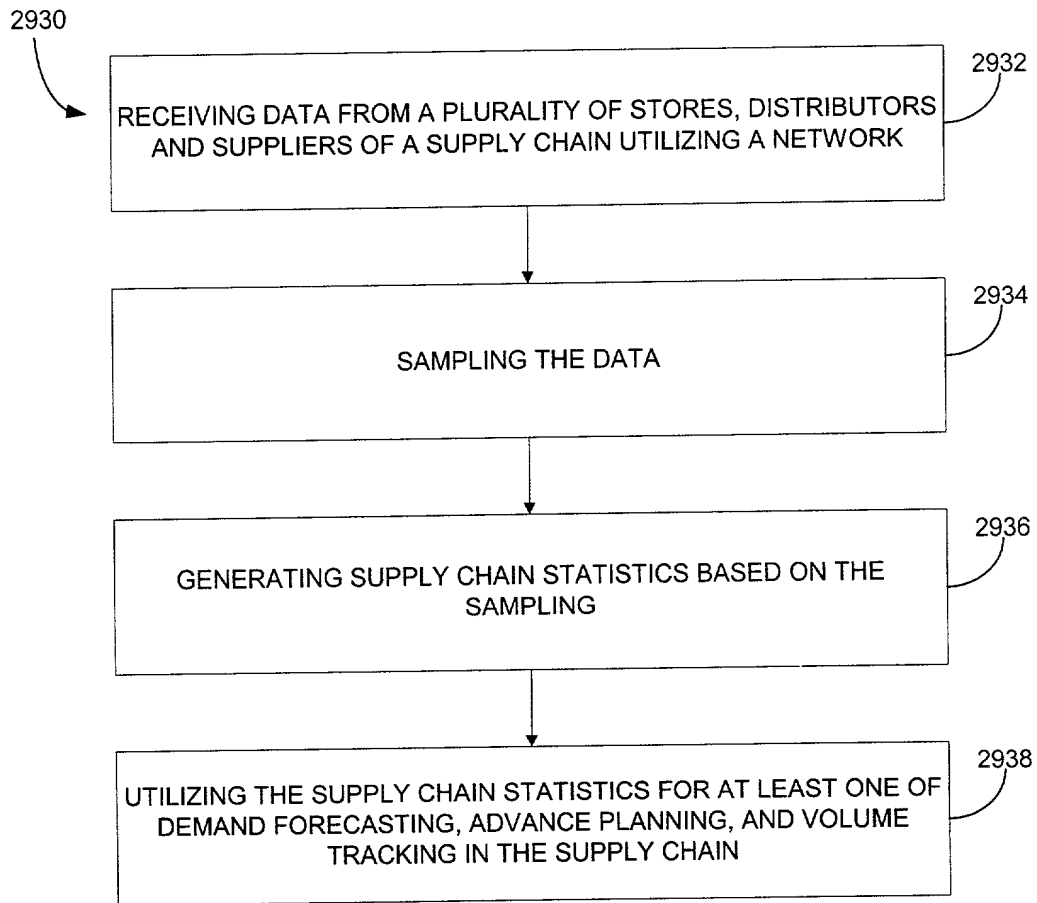 2930
2932
RECEIVING DATA FROM A PLURALITY OF STORES, DISTRIBUTORS
AND SUPPLIERS OF A SUPPLY CHAIN UTILIZING A NETWORK
2934
SAMPLING THE DATA
2936
GENERATING SUPPLY CHAIN STATISTICS BASED ON THE
SAMPLING
2938
UTILIZING THE SUPPLY CHAIN STATISTICS FOR AT LEAST ONE OF
DEMAND FORECASTING, ADVANCE PLANNING, AND VOLUME
TRACKING IN THE SUPPLY CHAIN